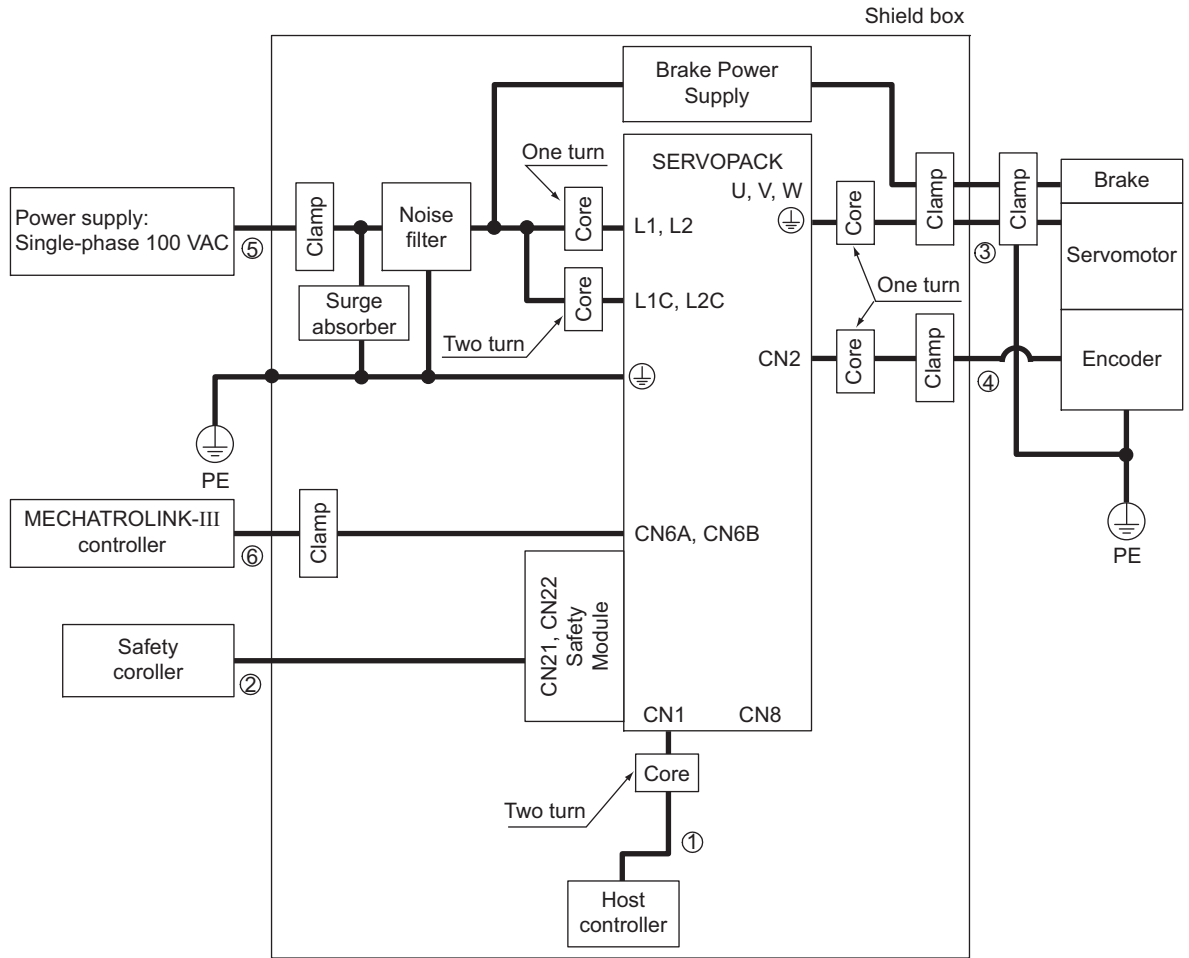 Shield box
Brake Power
Supply
One turn
SERVOPACK
U, V, W
Power supply:
Single-phase 100 VAC
⑤
Clamp
Noise
filter
Core
L1, L2
Core
Clamp
Clamp
③
Brake
Servomotor
Surge
absorber
Two turn
Core
L1C, L2C
One turn
CN2
Core
Clamp
④
Encoder
PE
PE
MECHATROLINK-III
controller
⑥
Clamp
CN6A, CN6B
Safety
coroller
②
CN21, CN22
Safety
Module
CN1
CN8
Core
Two turn
①
Host
controller